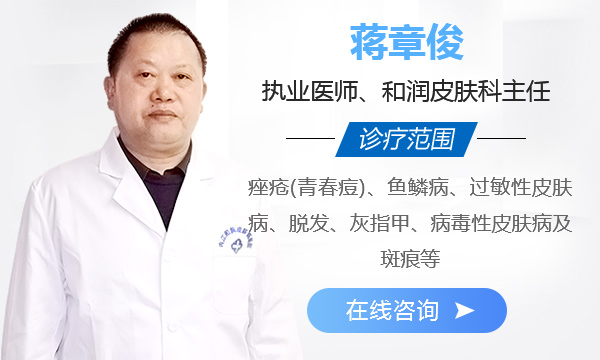 蒋章俊
执业医师、和润皮肤科主任
诊疗范围
痤疮(青春痘)、鱼鳞病、过敏性皮肤
病、脱发、灰指甲、病毒性皮肤病及
斑痕等
在线咨询